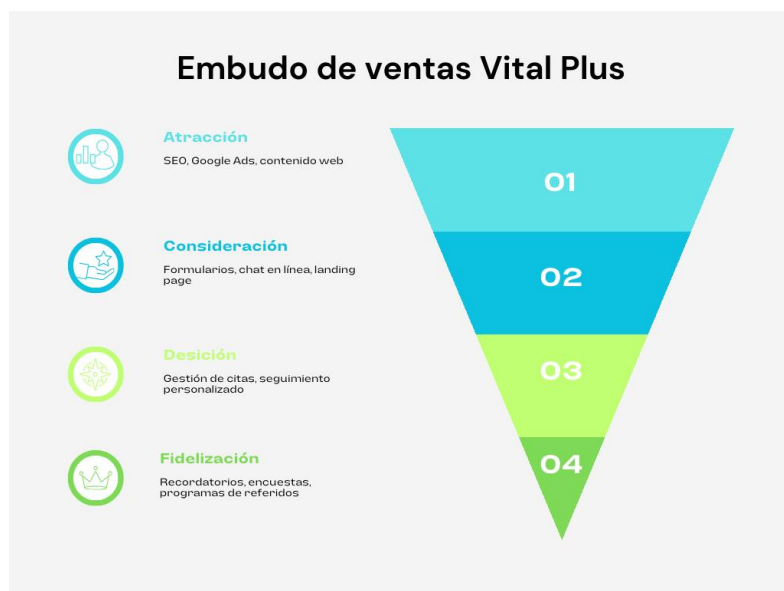 Embudo de ventas Vital Plus
Atracción
SEO, Google Ads, contenido web
01
Consideración
Formularios, chat en línea, landing
page
02
Desición
Gestión de citas, seguimiento
personalizado
03
Fidelización
Recordatorios, encuestas,
programas de referidos
04